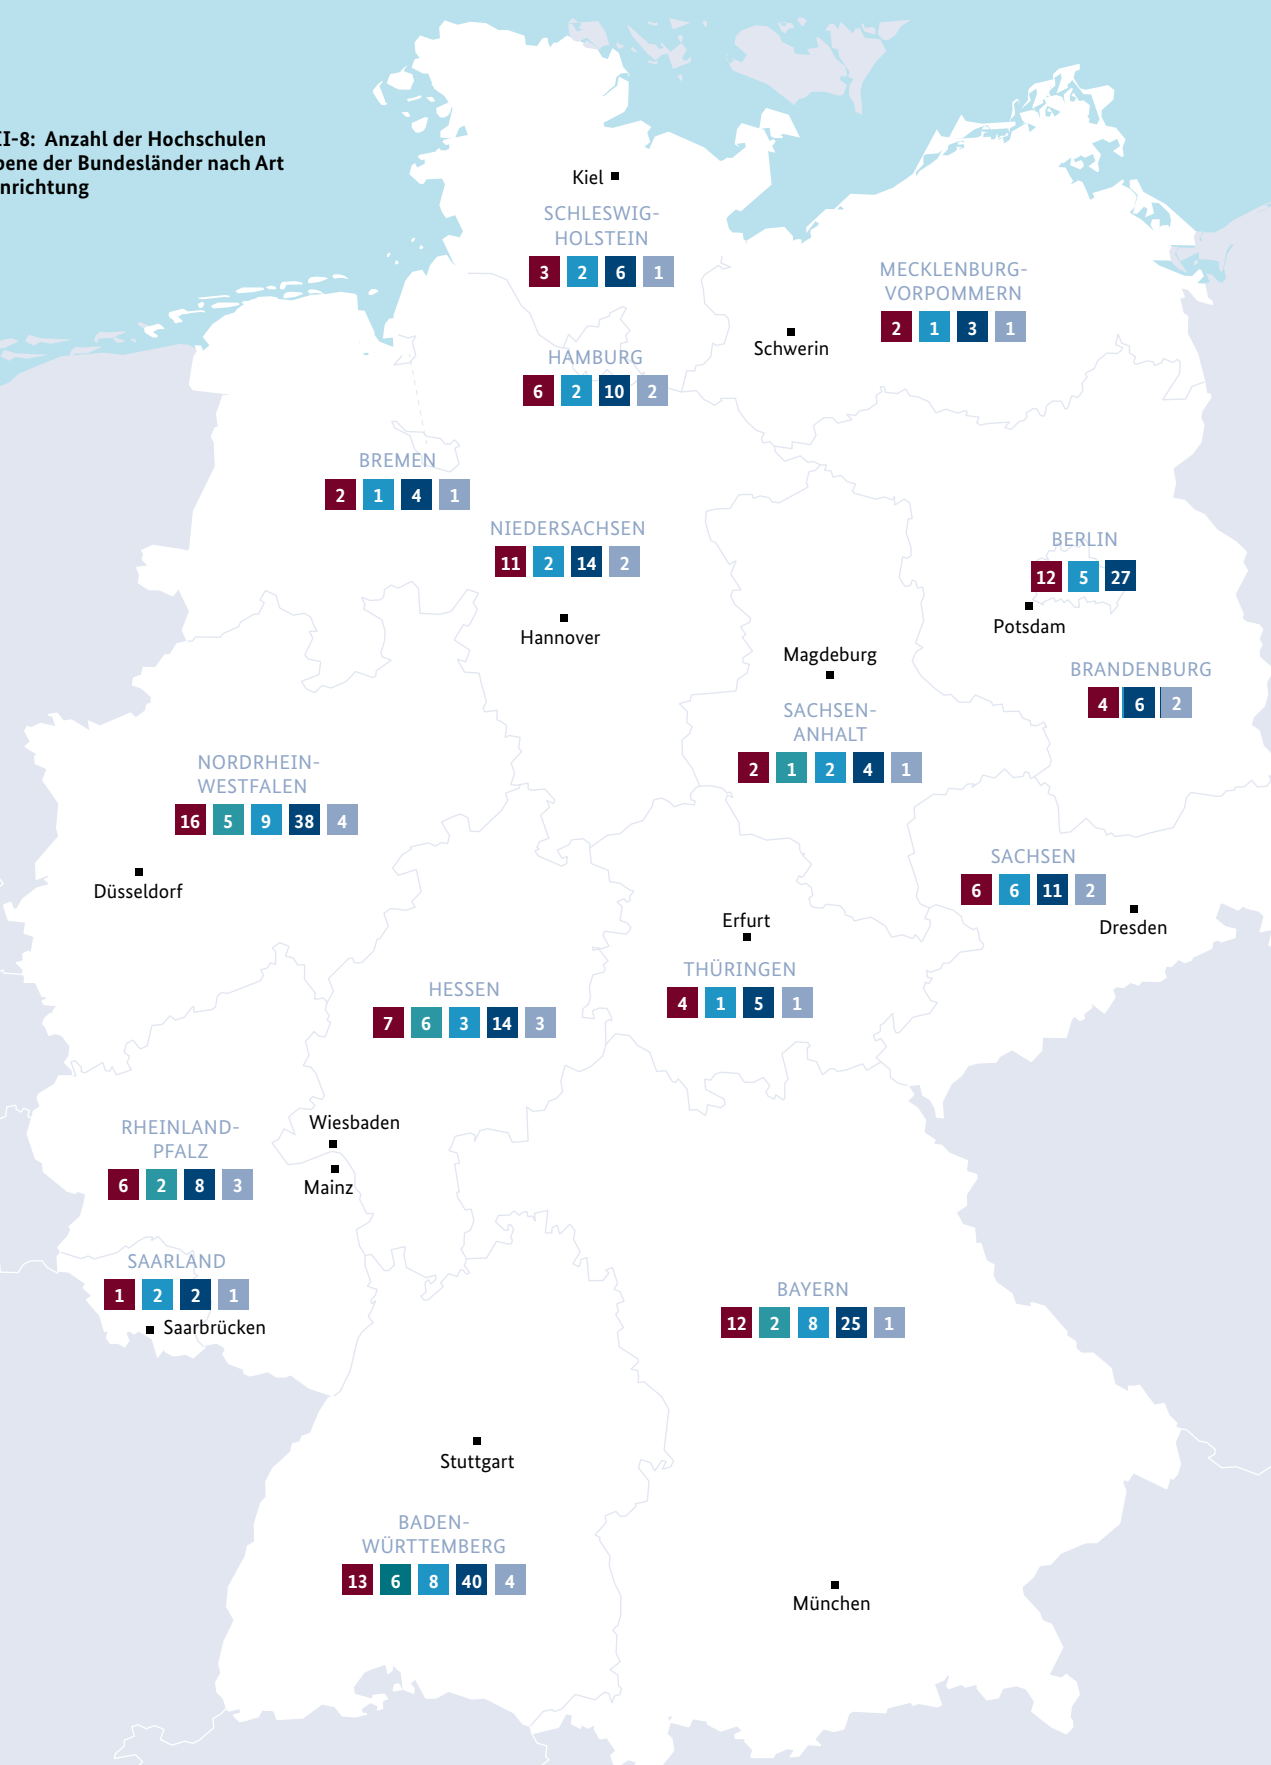 II-8: Anzahl der Hochschulen
bene der Bundesländer nach Art
nrichtung
Kiel
SCHLESWIG-
HOLSTEIN
3 2 6 1
MECKLENBURG-
VORPOMMERN
2 1 3 1
Schwerin
HAMBURG
6 2 10 2
BREMEN
2 1 4 1
NIEDERSACHSEN
11 2 14 2
Hannover
BERLIN
12 5 27
Potsdam
Magdeburg
BRANDENBURG
4 6 2
SACHSEN-
ANHALT
2 1 2 4 1
NORDRHEIN-
WESTFALEN
16 5 9 38 4
Düsseldorf
SACHSEN
6 6 11 2
Dresden
Erfurt
THÜRINGEN
4 1 5 1
HESSEN
7 6 3 14 3
Wiesbaden
Mainz
RHEINLAND-
PFALZ
6 2 8 3
SAARLAND
1 2 2 1
Saarbrücken
BAYERN
12 2 8 25 1
Stuttgart
BADEN-
WÜRTTEMBERG
13 6 8 40 4
München